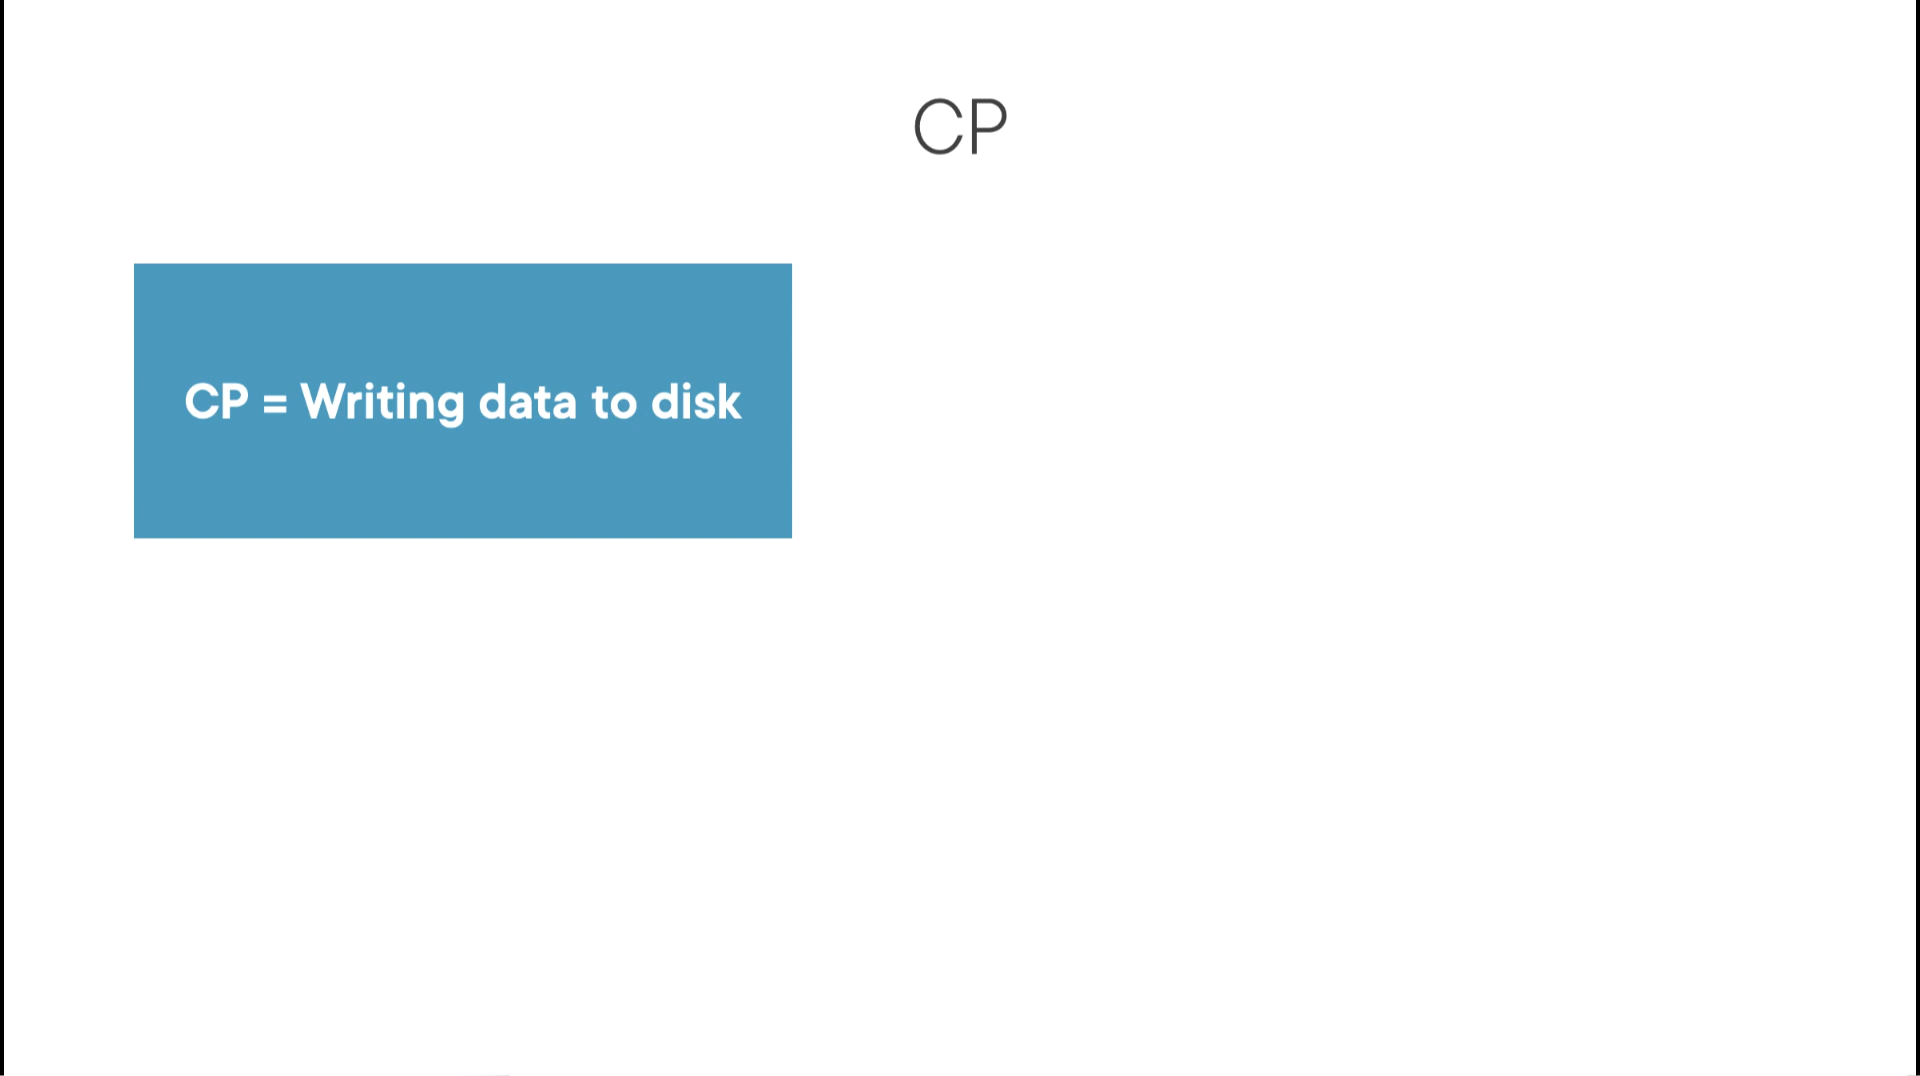 CP
CP = Writing data to disk